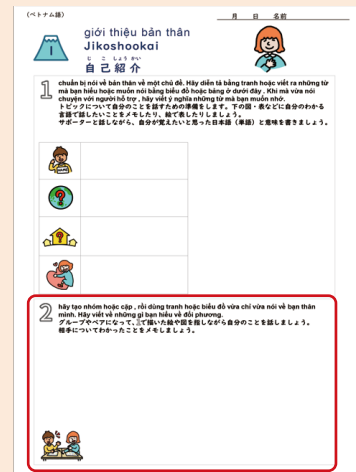 (ベトナム語)
月 日 名前
giới thiệu bản thân
Jikoshookai
じこしょうかい
自己紹介
1
1 chuẩn bị nói về bản thân về một chủ đề. Hãy diễn tả bằng tranh hoặc viết ra những từ
mà bạn hiểu hoặc muốn nói bằng biểu đồ hoặc bảng ở dưới đây. Khi mà vừa nói
chuyện với người hỗ trợ, hãy viết ý nghĩa những từ mà bạn muốn nhớ.
トピックについて自分のことを話すための準備をします。下の図・表などに自分のわかる
言語で話したいことをメモしたり、絵で表したりしましょう。
サポーターと話しながら、自分が覚えたいと思った日本語(単語)と意味を書きましょう。
?
?
2 hãy tạo nhóm hoặc cặp, rồi dùng tranh hoặc biểu đồ vừa chỉ vừa nói về bạn thân
mình. Hãy viết về những gì bạn hiểu về đối phương.
グループやペアになって、1で描いた絵や図を指しながら自分のことを話しましょう。
相手についてわかったことをメモしましょう。